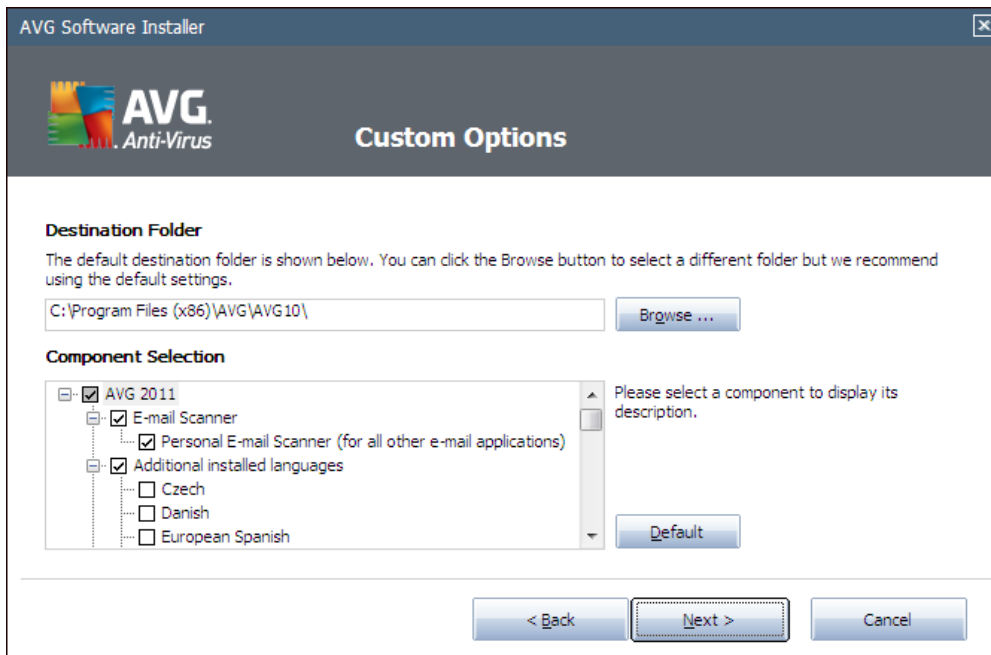 AVG Software Installer
AVG.
Anti-Virus
Custom Options
Destination Folder
The default destination folder is shown below. You can click the Browse button to select a different folder but we recommend
using the default settings.
C:\Program Files (x86)\AVG\AVG10\
Browse ...
Component Selection
AVG 2011
E-mail Scanner
Personal E-mail Scanner (for all other e-mail applications)
Additional installed languages
Czech
Danish
European Spanish
Please select a component to display its
description.
Default
< Back
Next >
Cancel